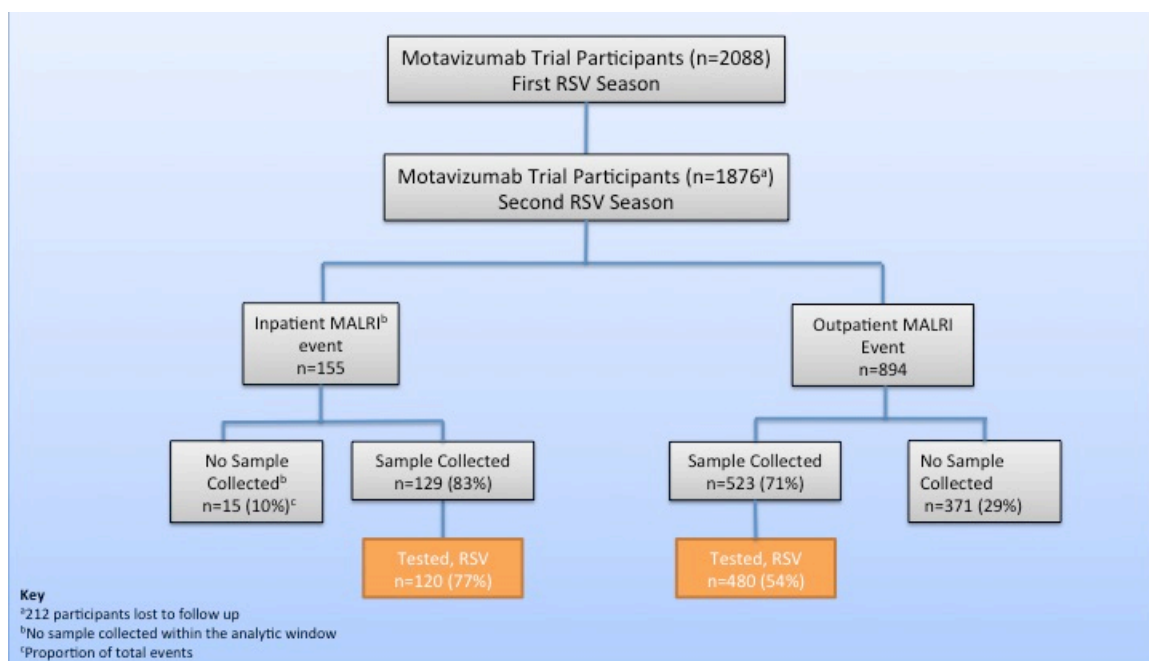 Motavizumab Trial Participants (n=2088)
First RSV Season
Motavizumab Trial Participants (n=1876ᵃ)
Second RSV Season
Inpatient MALRIᵇ
event
n=155
Outpatient MALRI
Event
n=894
No Sample
Collectedᵇ
n=15 (10%)ᶜ
Sample Collected
n=129 (83%)
Sample Collected
n=523 (71%)
No Sample
Collected
n=371 (29%)
Tested, RSV
n=120 (77%)
Tested, RSV
n=480 (54%)
Key
ᵃ212 participants lost to follow up
ᵇNo sample collected within the analytic window
ᶜProportion of total events